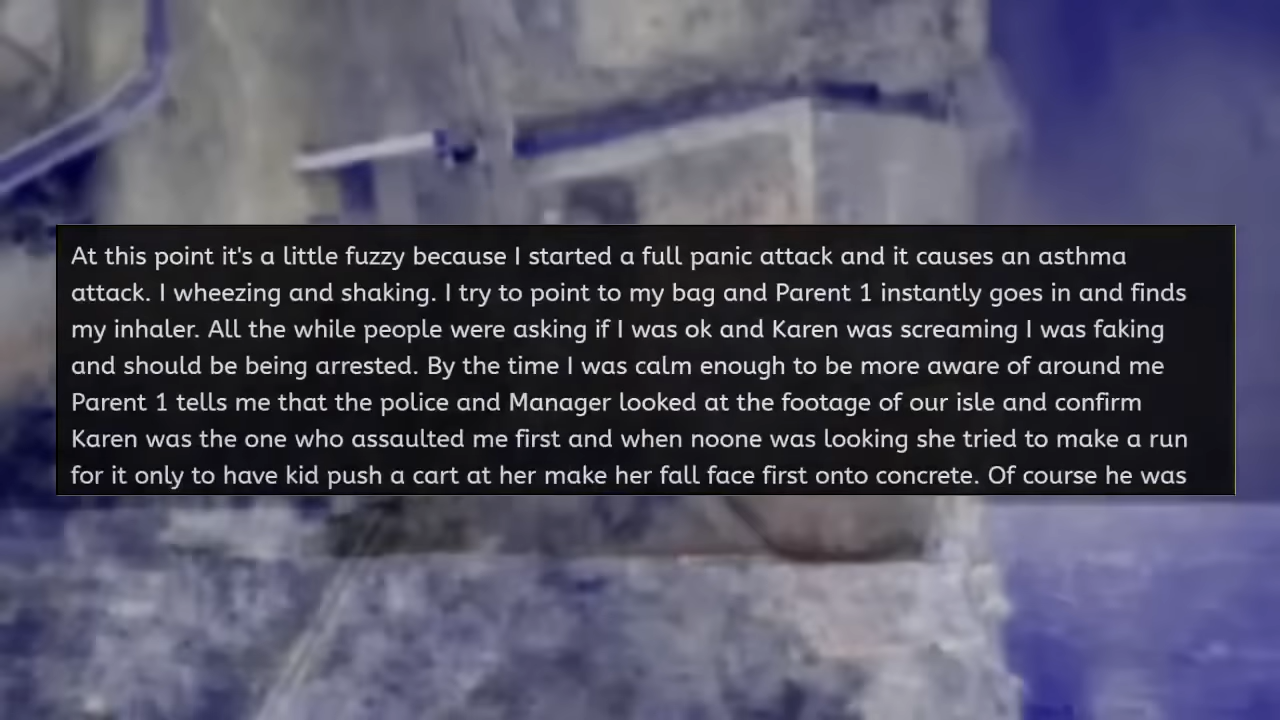 At this point it's a little fuzzy because I started a full panic attack and it causes an asthma
attack. I wheezing and shaking. I try to point to my bag and Parent 1 instantly goes in and finds
my inhaler. All the while people were asking if I was ok and Karen was screaming I was faking
and should be being arrested. By the time I was calm enough to be more aware of around me
Parent 1 tells me that the police and Manager looked at the footage of our isle and confirm
Karen was the one who assaulted me first and when noone was looking she tried to make a run
for it only to have kid push a cart at her make her fall face first onto concrete. Of course he was